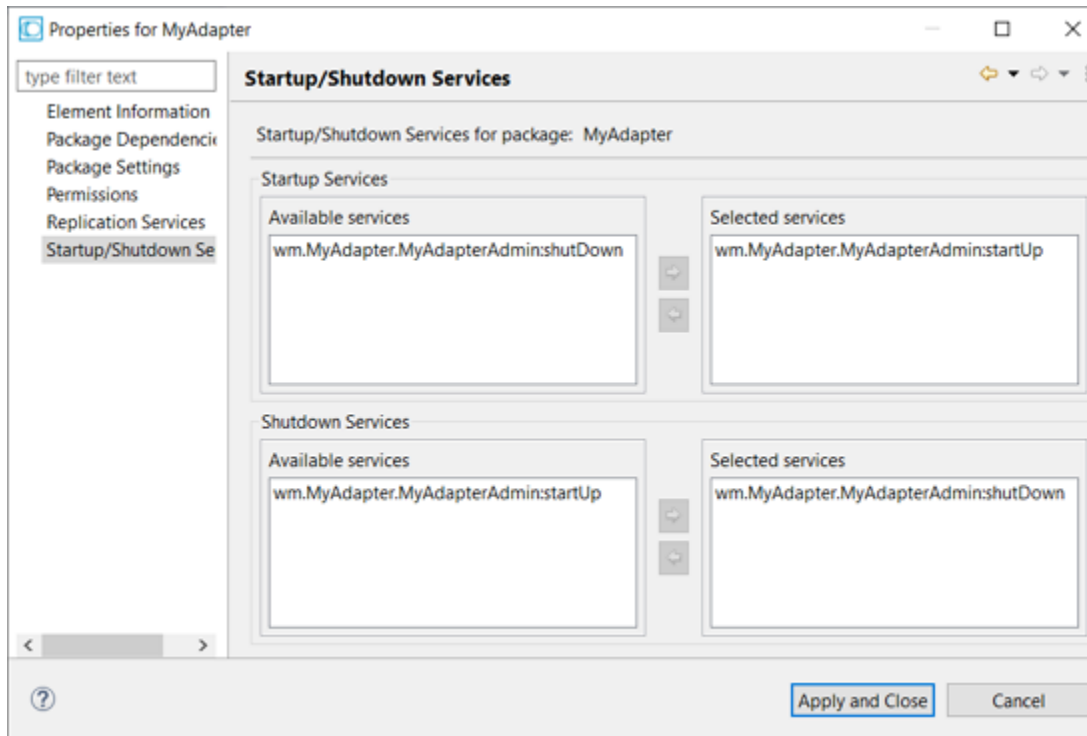 Properties for MyAdapter
type filter text
Element Information
Package Dependencie
Package Settings
Permissions
Replication Services
Startup/Shutdown Se
Startup/Shutdown Services
Startup/Shutdown Services for package: MyAdapter
Startup Services
Available services
wm.MyAdapter.MyAdapterAdmin:shutDown
Selected services
wm.MyAdapter.MyAdapterAdmin:startUp
Shutdown Services
Available services
wm.MyAdapter.MyAdapterAdmin:startUp
Selected services
wm.MyAdapter.MyAdapterAdmin:shutDown
Apply and Close
Cancel